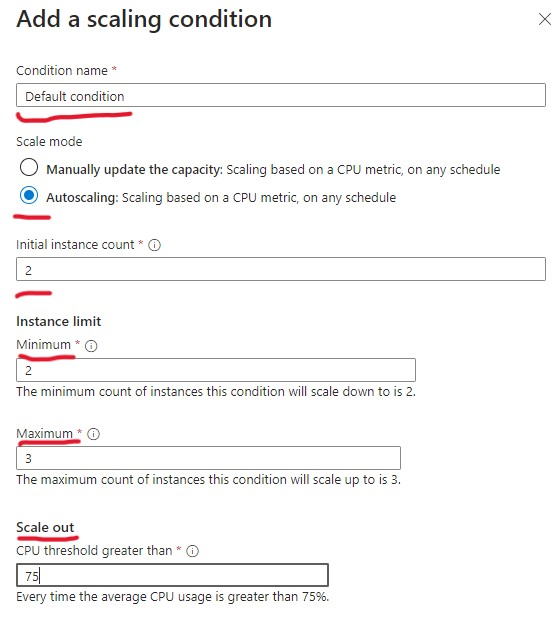 Add a scaling condition
Condition name *
Default condition
Scale mode
Manually update the capacity: Scaling based on a CPU metric, on any schedule
Autoscaling: Scaling based on a CPU metric, on any schedule
Initial instance count *
2
Instance limit
Minimum *
2
The minimum count of instances this condition will scale down to is 2.
Maximum *
3
The maximum count of instances this condition will scale up to is 3.
Scale out
CPU threshold greater than *
75
Every time the average CPU usage is greater than 75%.